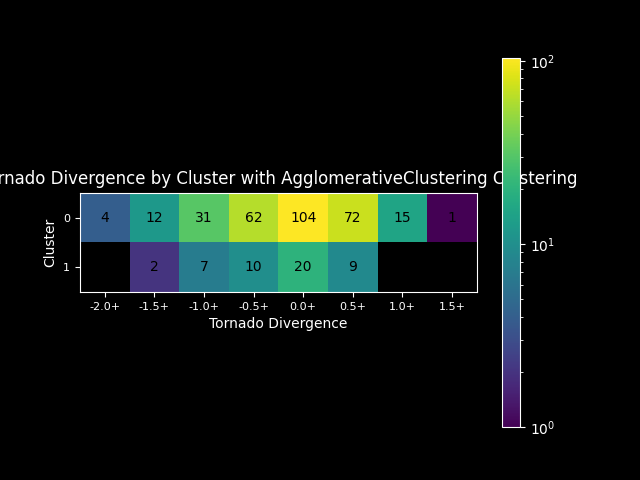 rnado Divergence by Cluster with AgglomerativeClustering Clustering
Cluster
0 4 12 31 62 104 72 15 1
1 2 7 10 20 9
-2.0+ -1.5+ -1.0+ -0.5+ 0.0+ 0.5+ 1.0+ 1.5+
Tornado Divergence
10²
10¹
10⁰